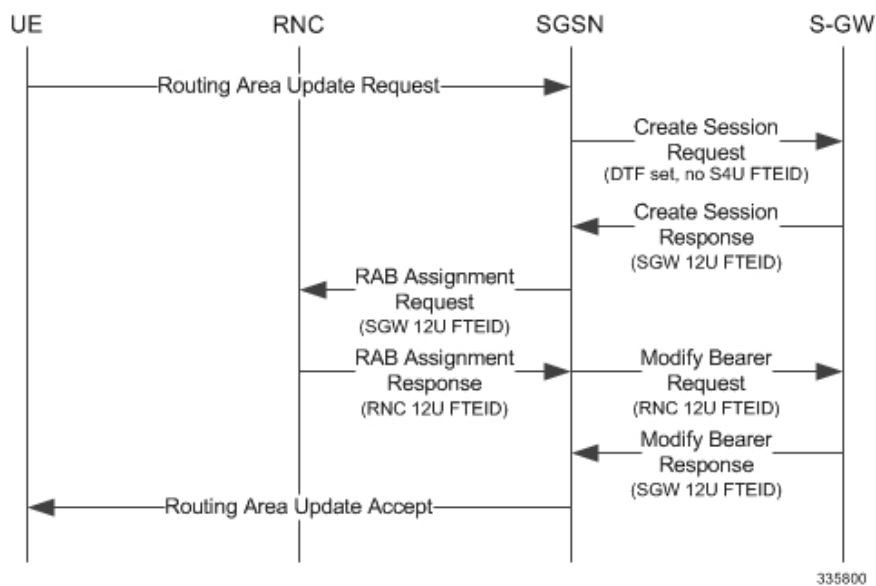 UE RNC SGSN S-GW
Routing Area Update Request
Create Session
Request
(DTF set, no S4U FTEID)
Create Session
Response
(SGW 12U FTEID)
RAB Assignment
Request
(SGW 12U FTEID)
RAB Assignment
Response
(RNC 12U FTEID)
Modify Bearer
Request
(RNC 12U FTEID)
Modify Bearer
Response
(SGW 12U FTEID)
Routing Area Update Accept
335800